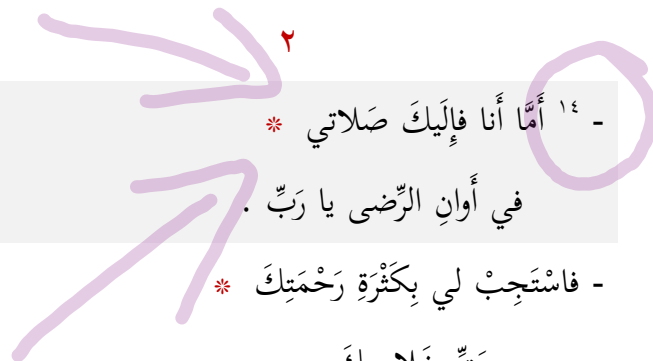 ٢
- ١٤ أَمَّا أَنا فإِلَيكَ صَلاتي *
في أَوانِ الرِّضى يا رَبِّ .
- فاسْتَجِبْ لي بِكَثْرَةِ رَحْمَتِكَ *